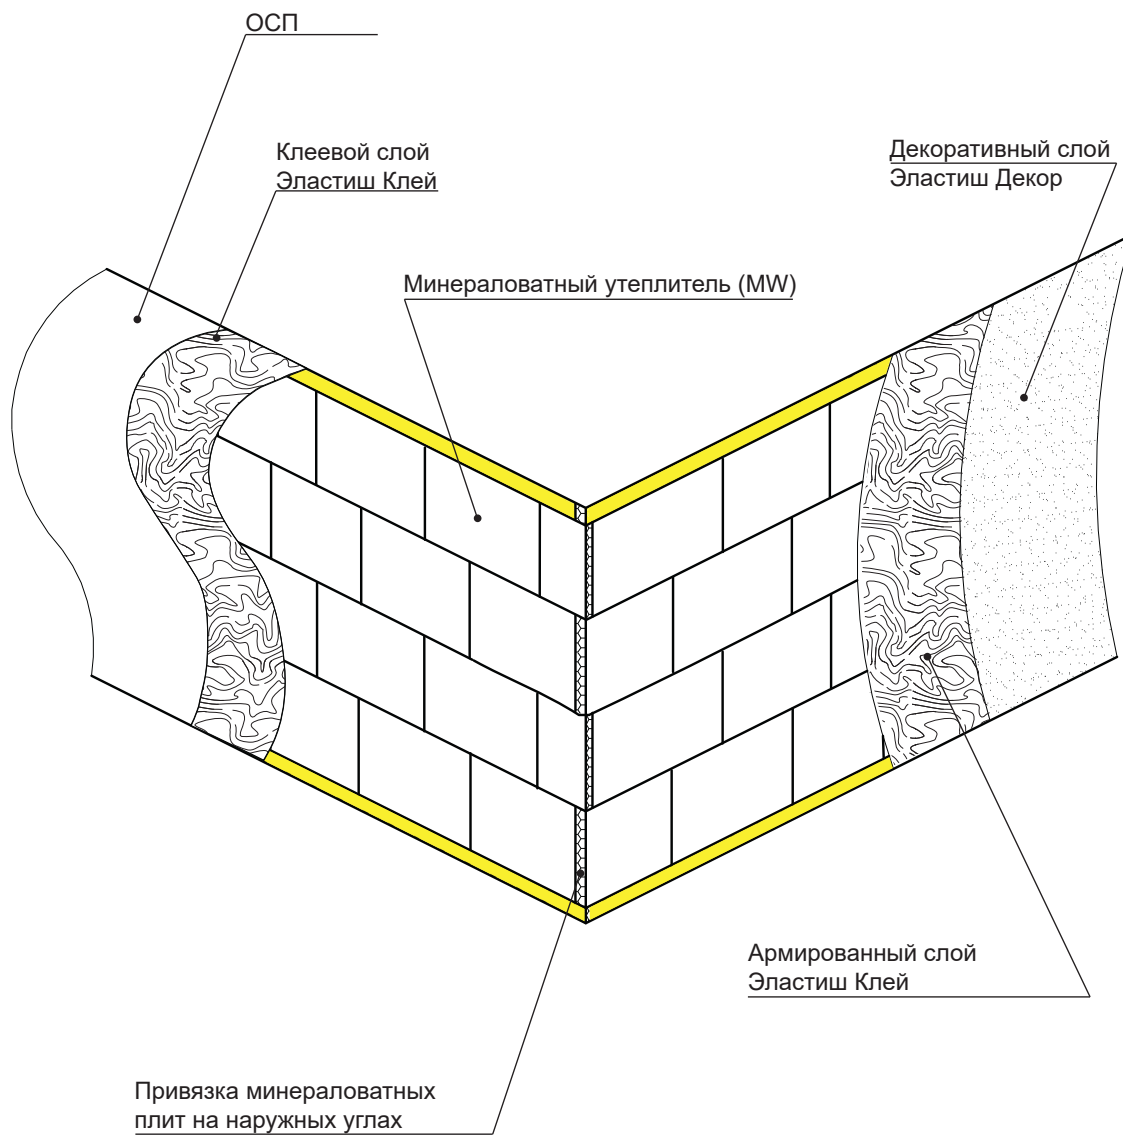 ОСП
Клеевой слой
Эластиш Клей
Декоративный слой
Эластиш Декор
Минераловатный утеплитель (MW)
Армированный слой
Эластиш Клей
Привязка минераловатных
плит на наружных углах